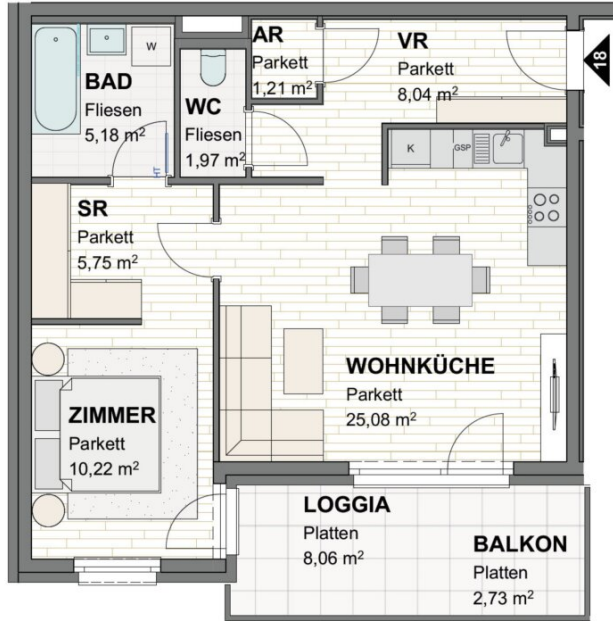 AR
Parkett
1,21 m²
VR
Parkett
8,04 m²
18
W
BAD
Fliesen
5,18 m²
WC
Fliesen
1,97 m²
HT
K
GSP
SR
Parkett
5,75 m²
WOHNKÜCHE
Parkett
25,08 m²
ZIMMER
Parkett
10,22 m²
LOGGIA
Platten
8,06 m²
BALKON
Platten
2,73 m²